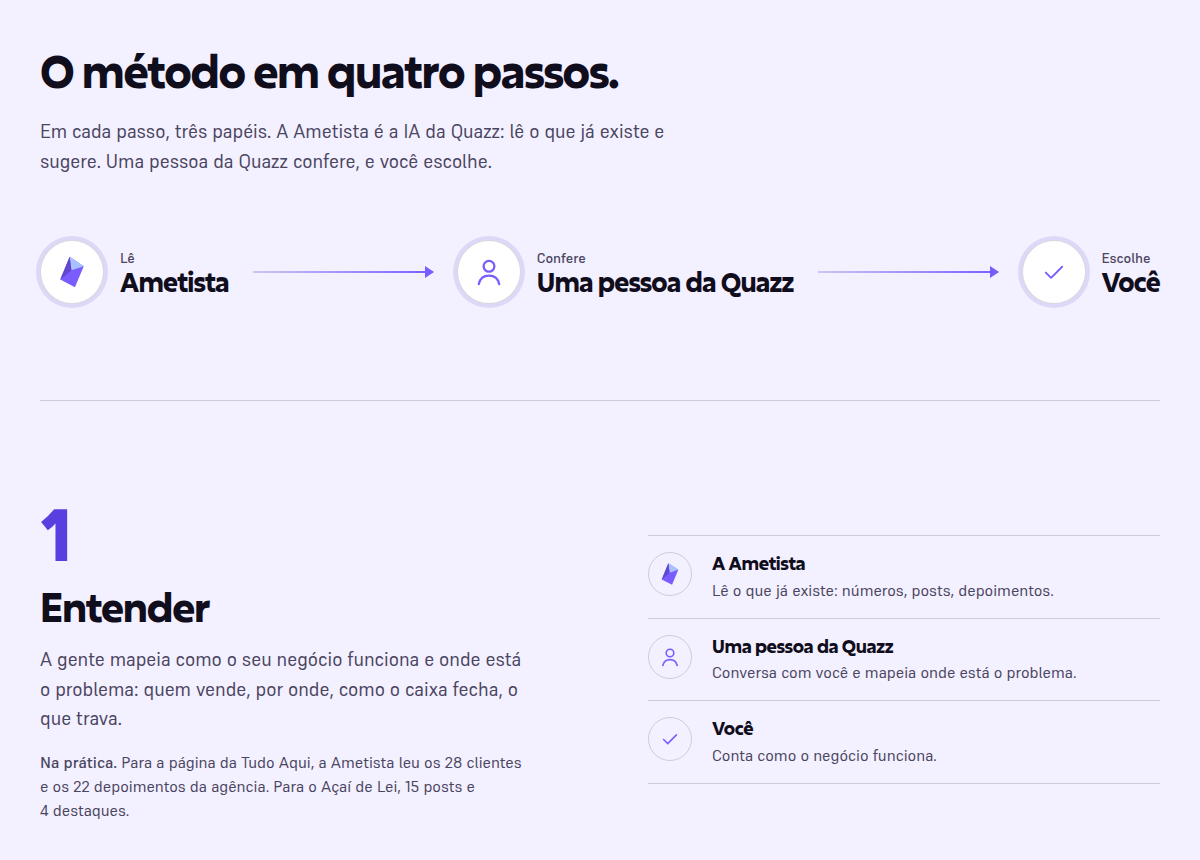 O método em quatro passos.
Em cada passo, três papéis. A Ametista é a IA da Quazz: lê o que já existe e
sugere. Uma pessoa da Quazz confere, e você escolhe.
Lê
Ametista
Confere
Uma pessoa da Quazz
Escolhe
Você
1
Entender
A gente mapeia como o seu negócio funciona e onde está
o problema: quem vende, por onde, como o caixa fecha, o
que trava.
Na prática. Para a página da Tudo Aqui, a Ametista leu os 28 clientes
e os 22 depoimentos da agência. Para o Açaí de Lei, 15 posts e
4 destaques.
A Ametista
Lê o que já existe: números, posts, depoimentos.
Uma pessoa da Quazz
Conversa com você e mapeia onde está o problema.
Você
Conta como o negócio funciona.